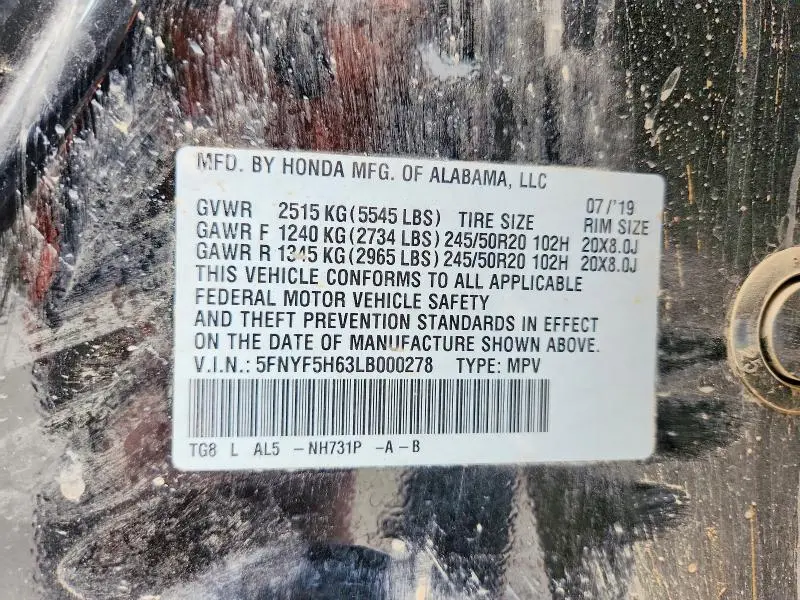 MFD. BY HONDA MFG. OF ALABAMA, LLC 07/'19
GVWR 2515 KG(5545 LBS) TIRE SIZE RIM SIZE
GAWR F 1240 KG(2734 LBS) 245/50R20 102H 20X8.0J
GAWR R 1345 KG(2965 LBS) 245/50R20 102H 20X8.0J
THIS VEHICLE CONFORMS TO ALL APPLICABLE
FEDERAL MOTOR VEHICLE SAFETY
AND THEFT PREVENTION STANDARDS IN EFFECT
ON THE DATE OF MANUFACTURE SHOWN ABOVE.
V.I.N.: 5FNYF5H63LB000278 TYPE: MPV
TG8 L AL5 -NH731P -A-B